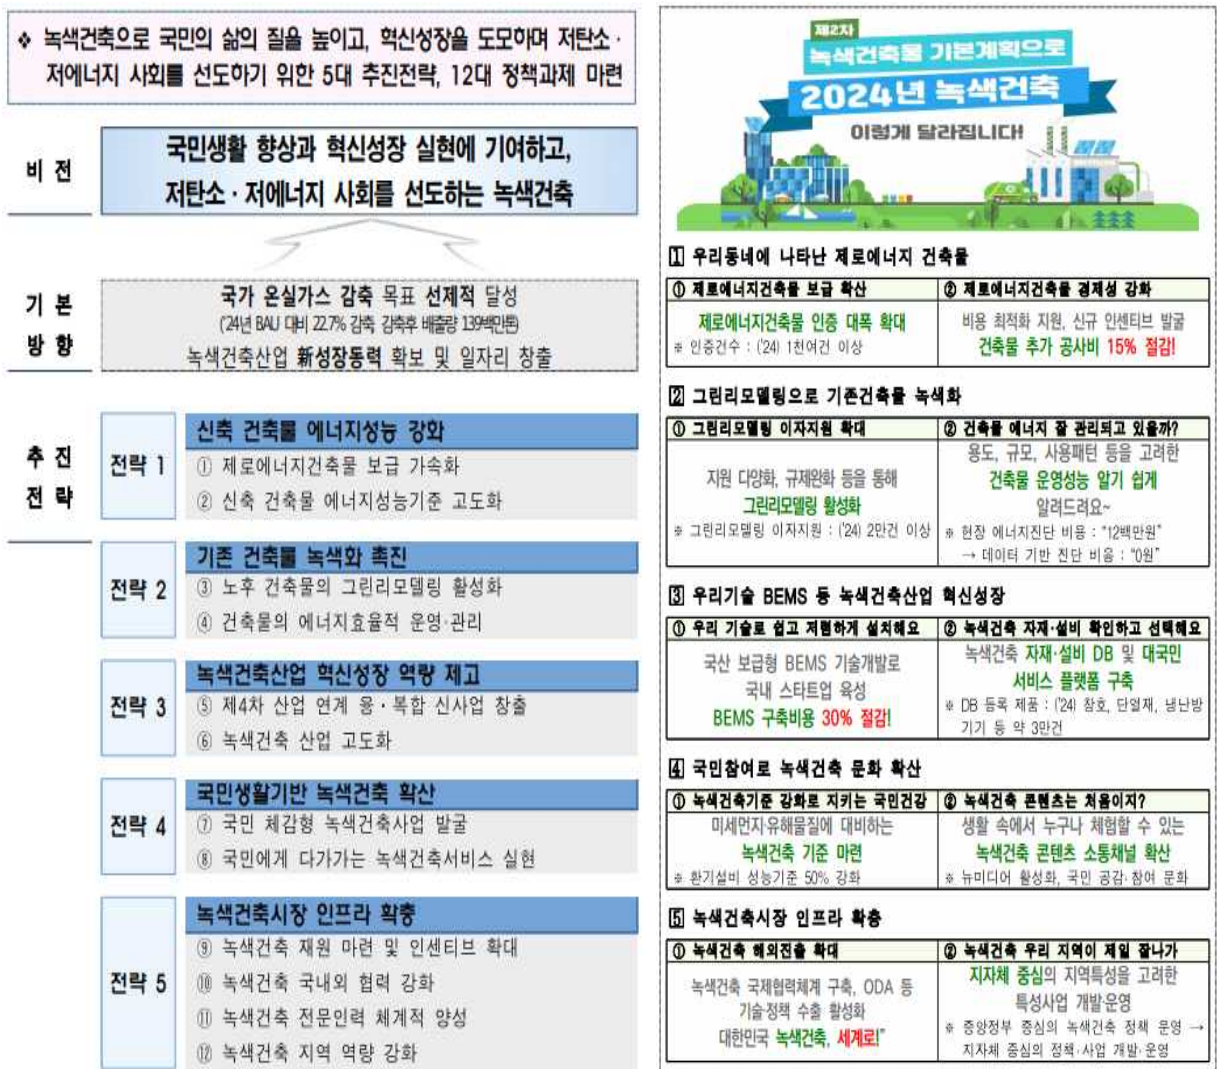 ❖ 녹색건축으로 국민의 삶의 질을 높이고, 혁신성장을 도모하며 저탄소·
저에너지 사회를 선도하기 위한 5대 추진전략, 12대 정책과제 마련
비 전
국민생활 향상과 혁신성장 실현에 기여하고,
저탄소·저에너지 사회를 선도하는 녹색건축
기 본
방 향
국가 온실가스 감축 목표 선제적 달성
('24년 BAU 대비 22.7% 감축 감축후 배출량 139백만톤)
녹색건축산업 新성장동력 확보 및 일자리 창출
추 진
전 략
전략 1
신축 건축물 에너지성능 강화
① 제로에너지건축물 보급 가속화
② 신축 건축물 에너지성능기준 고도화
전략 2
기존 건축물 녹색화 촉진
③ 노후 건축물의 그린리모델링 활성화
④ 건축물의 에너지효율적 운영·관리
전략 3
녹색건축산업 혁신성장 역량 제고
⑤ 제4차 산업 연계 융·복합 신사업 창출
⑥ 녹색건축 산업 고도화
전략 4
국민생활기반 녹색건축 확산
⑦ 국민 체감형 녹색건축사업 발굴
⑧ 국민에게 다가가는 녹색건축서비스 실현
전략 5
녹색건축시장 인프라 확충
⑨ 녹색건축 재원 마련 및 인센티브 확대
⑩ 녹색건축 국내외 협력 강화
⑪ 녹색건축 전문인력 체계적 양성
⑫ 녹색건축 지역 역량 강화
제2차
녹색건축물 기본계획으로
2024년 녹색건축
이렇게 달라집니다!
1 우리동네에 나타난 제로에너지 건축물
① 제로에너지건축물 보급 확산
제로에너지건축물 인증 대폭 확대
※ 인증건수 : ('24) 1천여건 이상
② 제로에너지건축물 경제성 강화
비용 최적화 지원, 신규 인센티브 발굴
건축물 추가 공사비 15% 절감!
2 그린리모델링으로 기존건축물 녹색화
① 그린리모델링 이자지원 확대
지원 다양화, 규제완화 등을 통해
그린리모델링 활성화
※ 그린리모델링 이자지원 : ('24) 2만건 이상
② 건축물 에너지 잘 관리되고 있을까?
용도, 규모, 사용패턴 등을 고려한
건축물 운영성능 알기 쉽게
알려드려요~
※ 현장 에너지진단 비용 : "12백만원"
→ 데이터 기반 진단 비용 : "0원"
3 우리기술 BEMS 등 녹색건축산업 혁신성장
① 우리 기술로 쉽고 저렴하게 설치해요
국산 보급형 BEMS 기술개발로
국내 스타트업 육성
BEMS 구축비용 30% 절감!
② 녹색건축 자재·설비 확인하고 선택해요
녹색건축 자재·설비 DB 및 대국민
서비스 플랫폼 구축
※ DB 등록 제품 : ('24) 창호, 단열재, 냉난방
기기 등 약 3만건
4 국민참여로 녹색건축 문화 확산
① 녹색건축기준 강화로 지키는 국민건강
미세먼지·유해물질에 대비하는
녹색건축 기준 마련
※ 환기설비 성능기준 50% 강화
② 녹색건축 콘텐츠는 처음이지?
생활 속에서 누구나 체험할 수 있는
녹색건축 콘텐츠 소통채널 확산
※ 뉴미디어 활성화, 국민 공감·참여 문화
5 녹색건축시장 인프라 확충
① 녹색건축 해외진출 확대
녹색건축 국제협력체계 구축, ODA 등
기술·정책 수출 활성화
대한민국 녹색건축, 세계로!"
② 녹색건축 우리 지역이 제일 잘나가
지자체 중심의 지역특성을 고려한
특성사업 개발·운영
※ 중앙정부 중심의 녹색건축 정책 운영 →
지자체 중심의 정책·사업 개발·운영